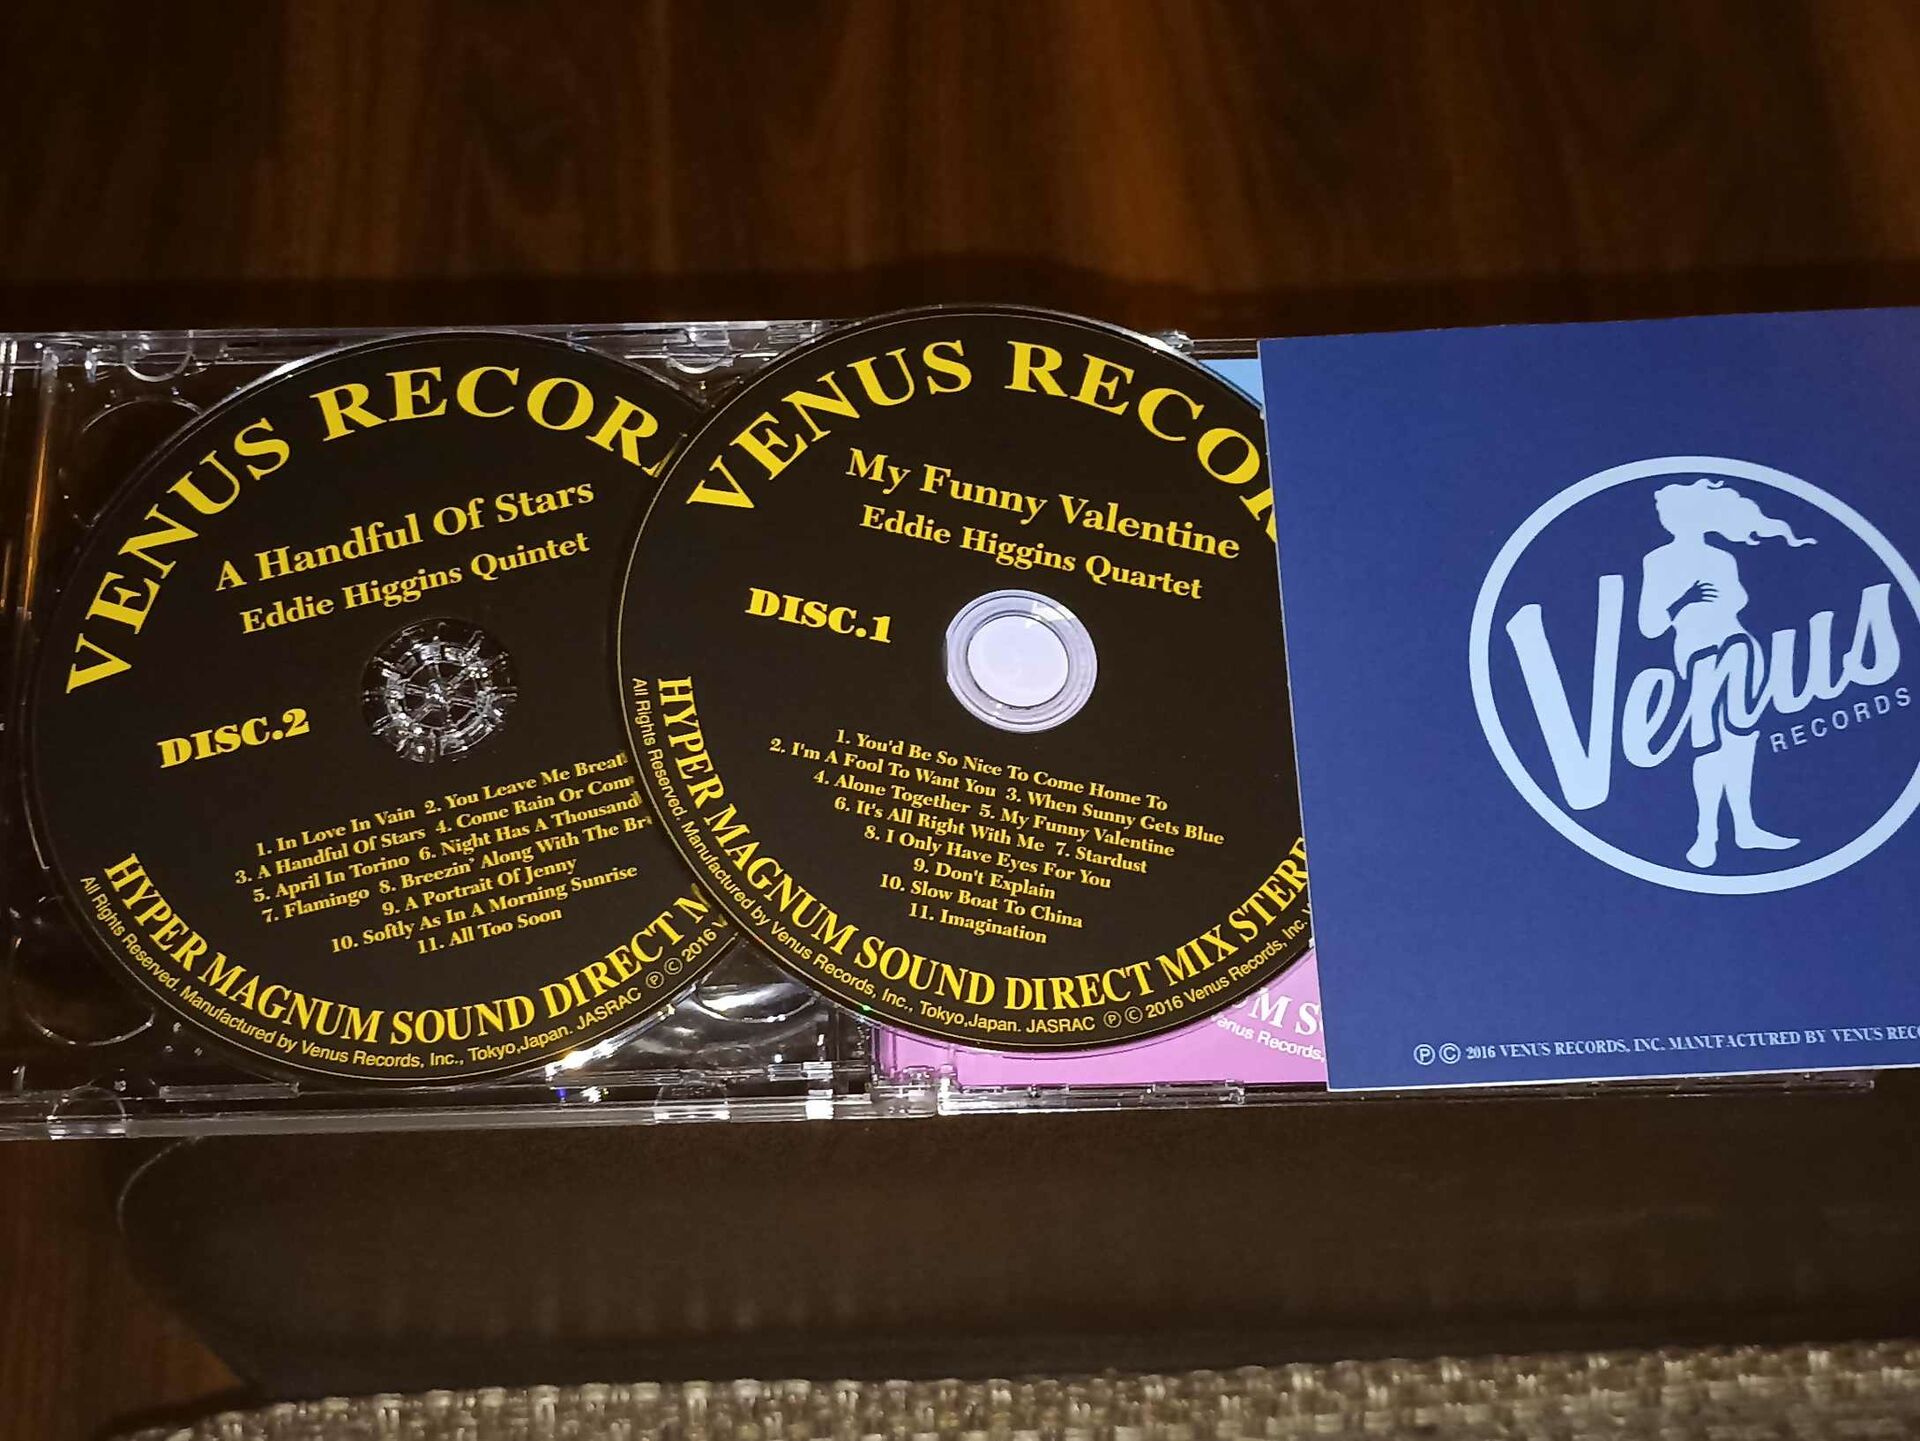 VENUS
A Handful Of Stars
Eddie Higgins Quintet
DISC.2
1. In Love In Vain 2. You Leave Me
3. A Handful Of Stars 4. Come Rain Or
5. April In Torino 6. Night Has A Thousand
7. Flamingo 8. Breezin' Along With The
9. A Portrait Of Jenny
10. Softly As In A Morning Sunrise
11. All Too Soon
HYPER MAGNUM SOUND DIRECT
All Rights Reserved. Manufactured by Venus Records, Inc., Tokyo,Japan. JASRAC Ⓟ © 2016
VENUS
My Funny Valentine
Eddie Higgins Quartet
DISC.1
1. You'd Be So Nice To Come Home To
2. I'm A Fool To Want You 3. When Sunny Gets Blue
4. Alone Together 5. My Funny Valentine
6. It's All Right With Me 7. Stardust
8. I Only Have Eyes For You
9. Don't Explain
10. Slow Boat To China
11. Imagination
HYPER MAGNUM SOUND DIRECT MIX
All Rights Reserved. Manufactured by Venus Records, Inc., Tokyo,Japan. JASRAC Ⓟ © 2016 Venus Records, Inc.
Venus Records,
Venus
RECORDS
Ⓟ © 2016 VENUS RECORDS, INC. MANUFACTURED BY VENUS